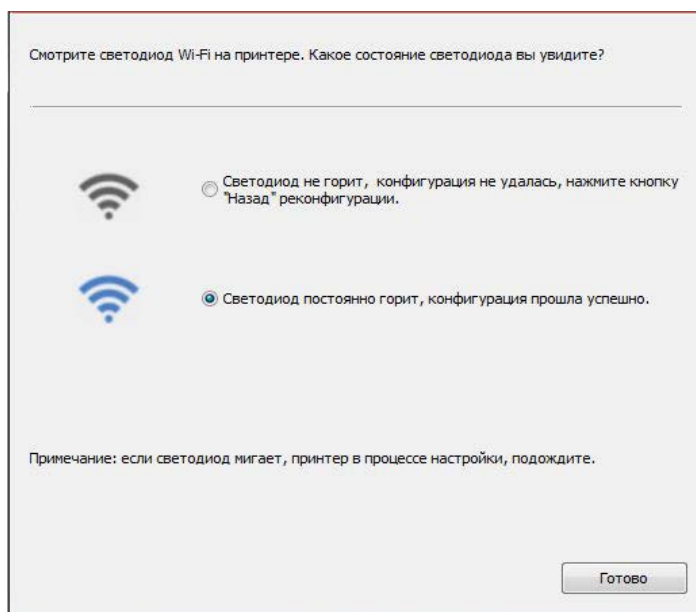 Смотрите светодиод Wi-Fi на принтере. Какое состояние светодиода вы увидите?
Светодиод не горит, конфигурация не удалась, нажмите кнопку
"Назад" реконфигурации.
Светодиод постоянно горит, конфигурация прошла успешно.
Примечание: если светодиод мигает, принтер в процессе настройки, подождите.
Готово